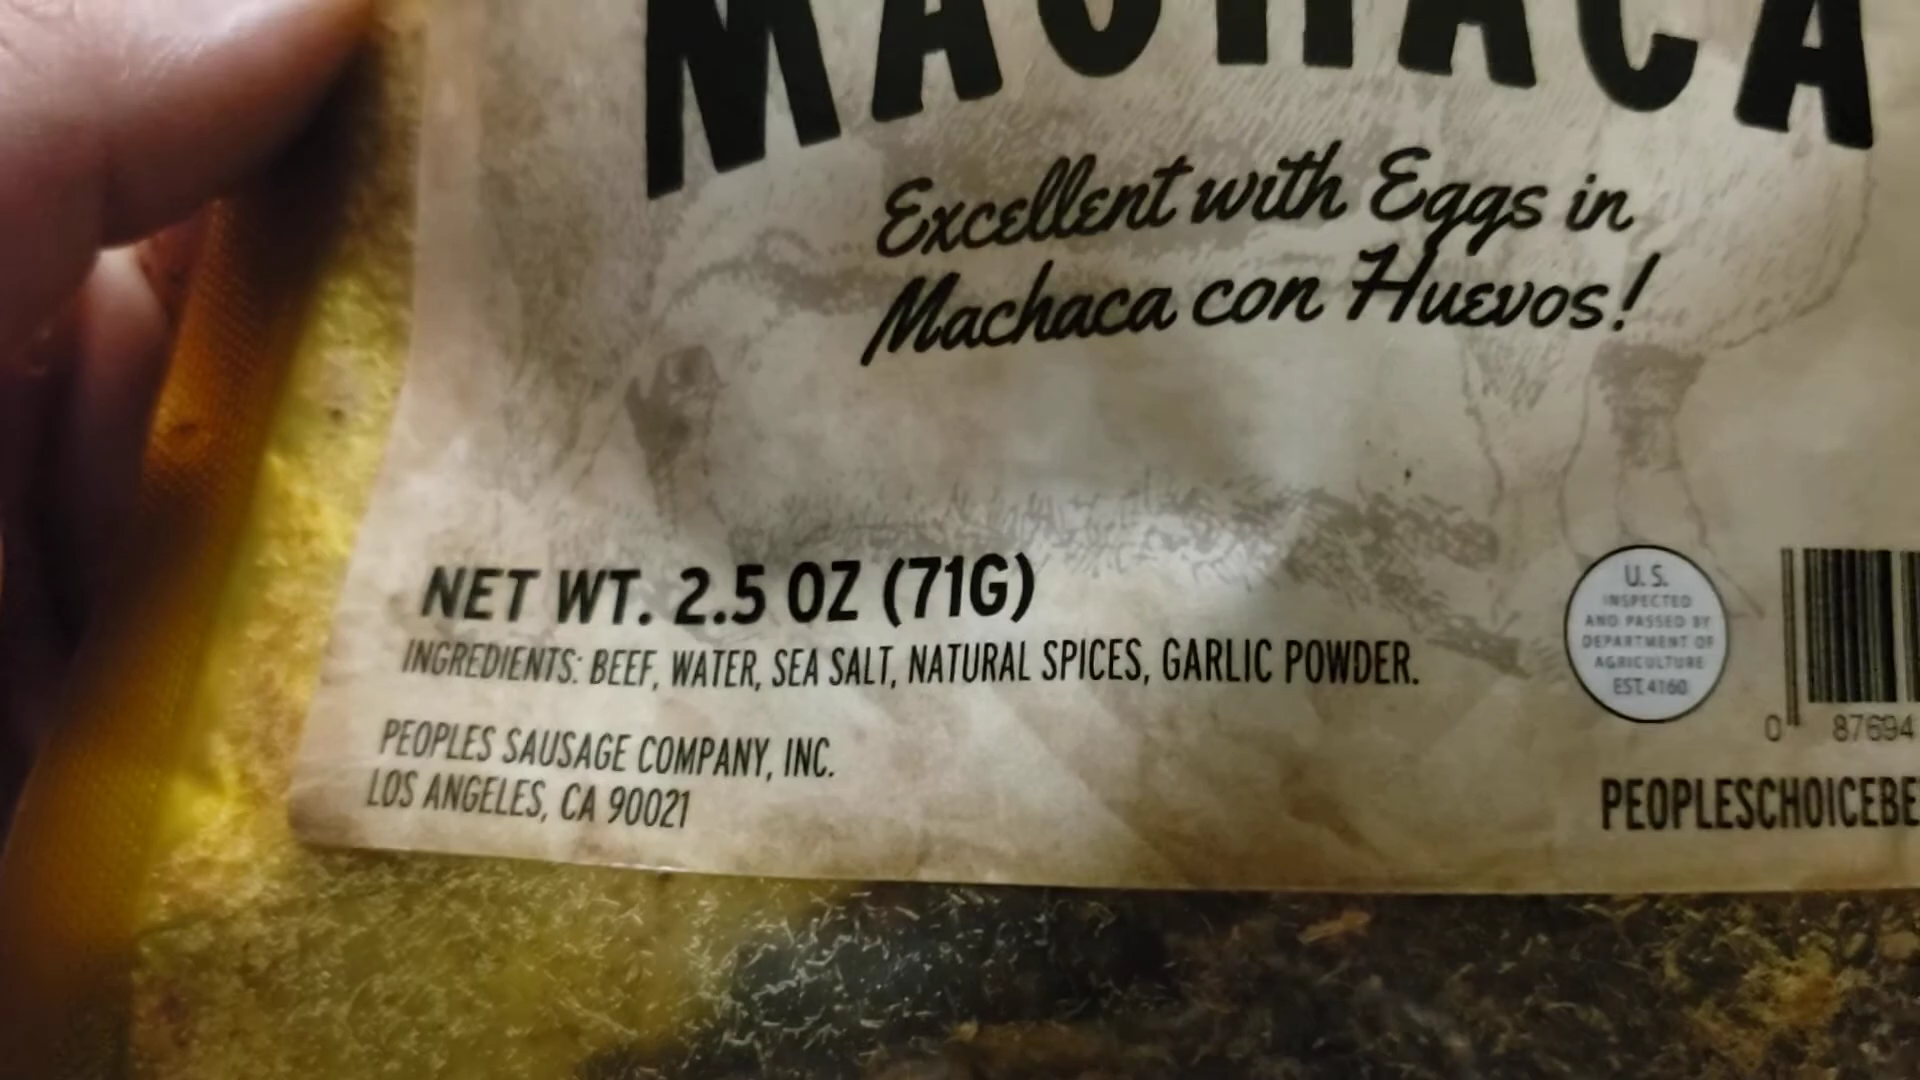 MACHACA
Excellent with Eggs in
Machaca con Huevos!
NET WT. 2.5 OZ (71G)
INGREDIENTS: BEEF, WATER, SEA SALT, NATURAL SPICES, GARLIC POWDER.
PEOPLES SAUSAGE COMPANY, INC.
LOS ANGELES, CA 90021
U.S.
INSPECTED
AND PASSED BY
DEPARTMENT OF
AGRICULTURE
EST. 4160
0 87694
PEOPLESCHOICEBE